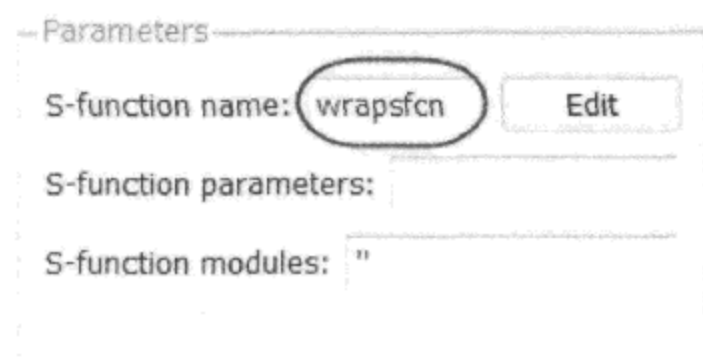 Parameters
S-function name: wrapsfcn Edit
S-function parameters:
S-function modules: "